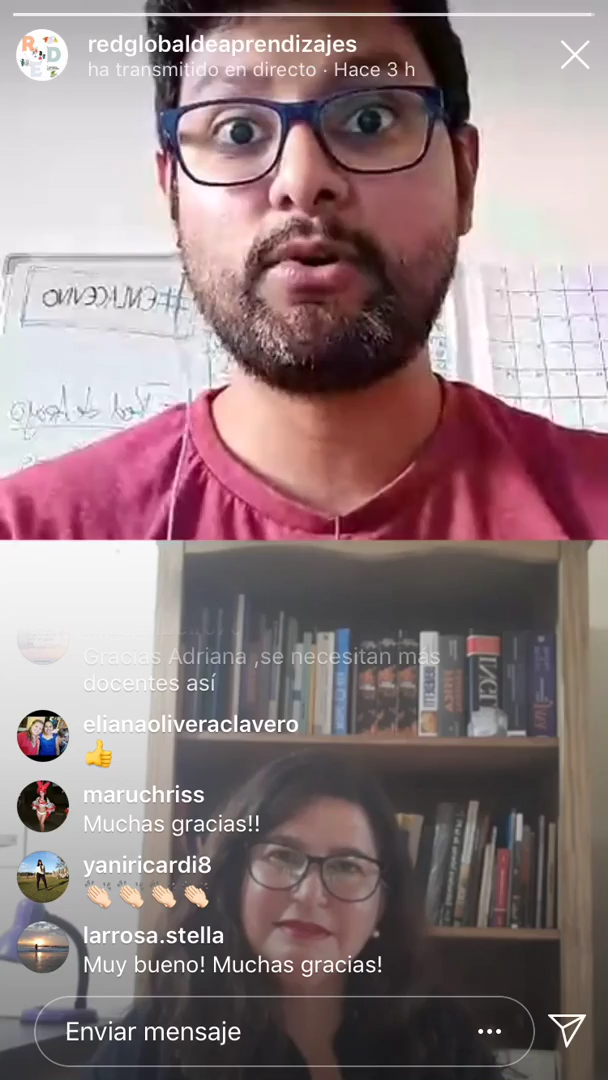 redglobaldeaprendizajes
ha transmitido en directo · Hace 3 h
#ENLACEVIVO
Gracias Adriana ,se necesitan más
docentes así
elianaoliveraclavero
👍
maruchriss
Muchas gracias!!
yaniricardi8
👏🏻👏🏻👏🏻👏🏻
larrosa.stella
Muy bueno! Muchas gracias!
Enviar mensaje